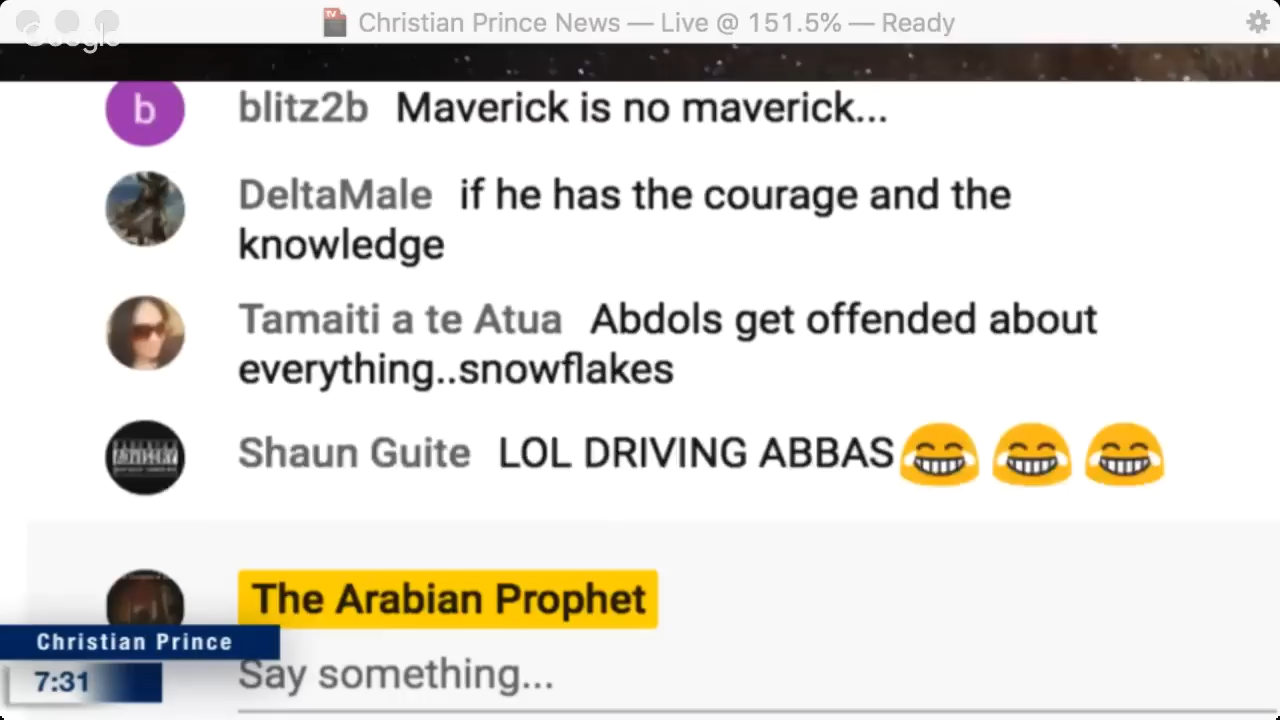 Christian Prince News — Live @ 151.5% — Ready
Google
b
blitz2b Maverick is no maverick...
DeltaMale if he has the courage and the
knowledge
Tamaiti a te Atua Abdols get offended about
everything..snowflakes
Shaun Guite LOL DRIVING ABBAS😂😂😂
The Arabian Prophet
Christian Prince
Say something...
7:31